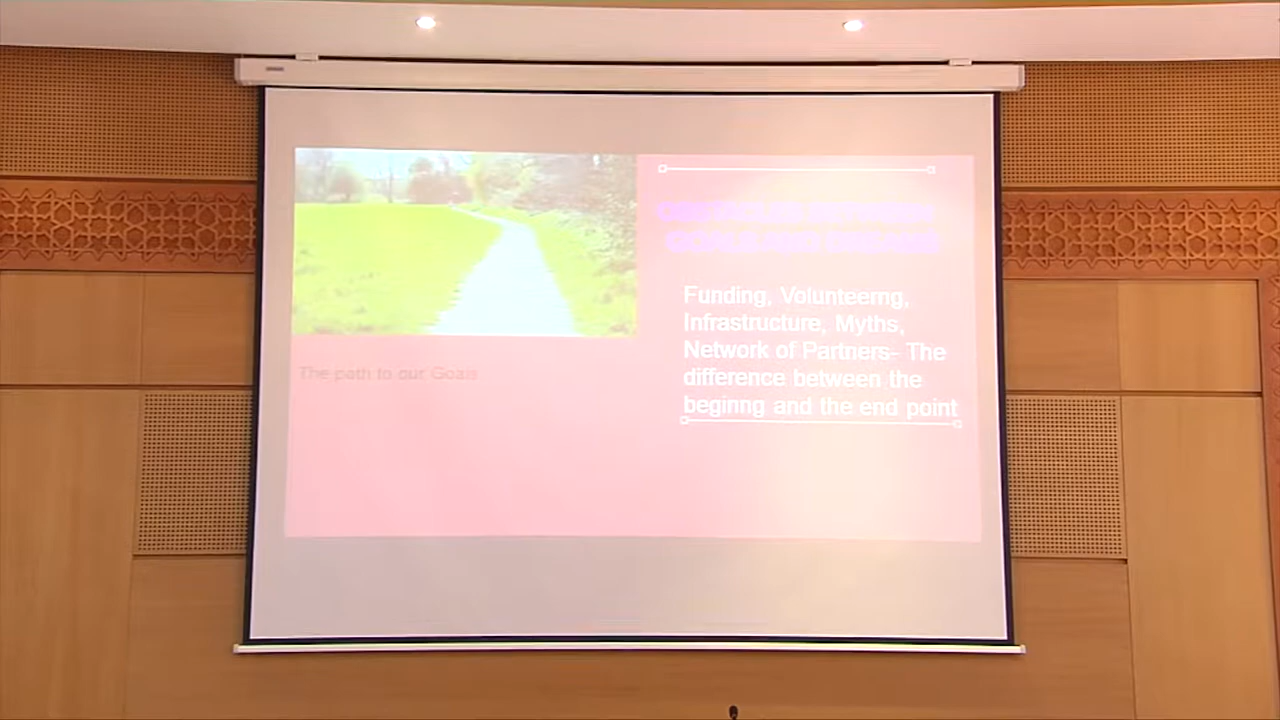 The path to our Goals
Funding, Volunteerng,
Infrastructure, Myths,
Network of Partners- The
difference between the
beginng and the end point